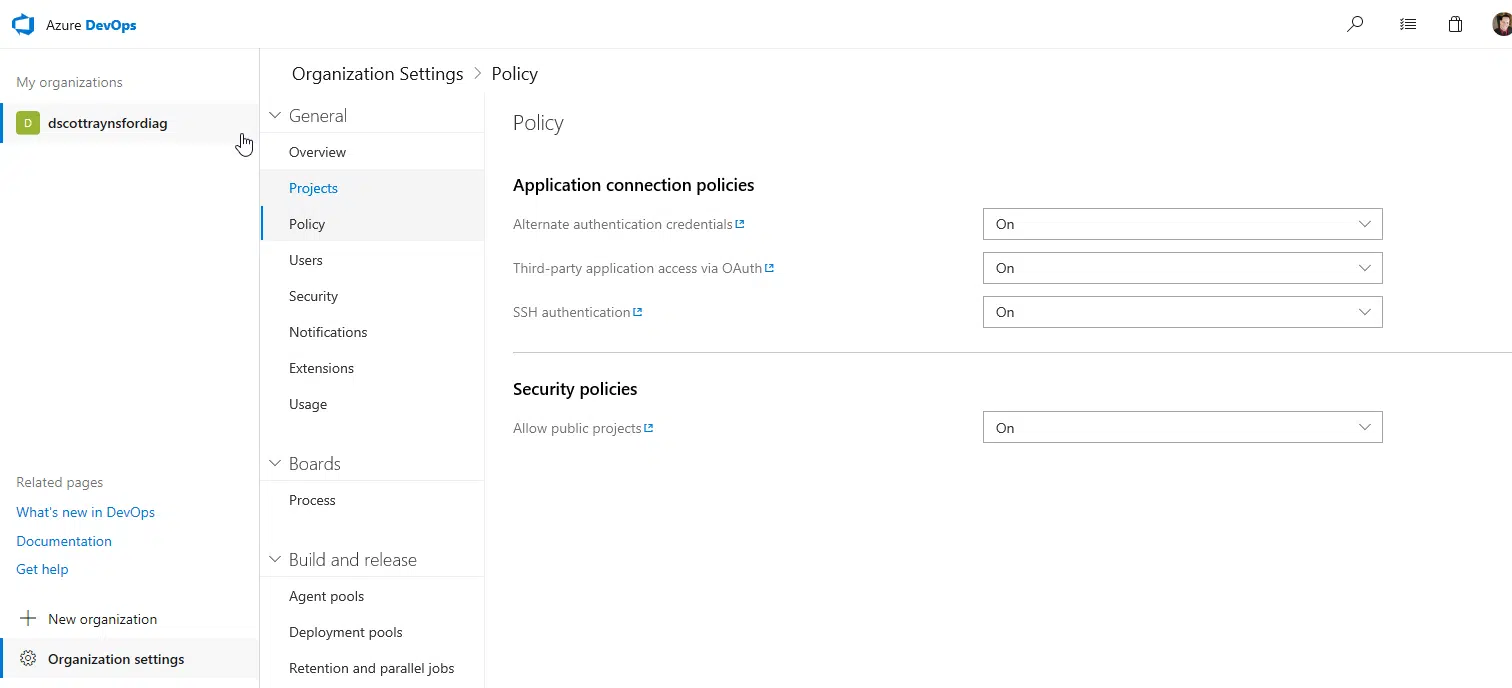 Azure DevOps
My organizations
D
dscottraynsfordiag
Related pages
What's new in DevOps
Documentation
Get help
New organization
Organization settings
Organization Settings > Policy
General
Overview
Projects
Policy
Users
Security
Notifications
Extensions
Usage
Boards
Process
Build and release
Agent pools
Deployment pools
Retention and parallel jobs
Policy
Application connection policies
Alternate authentication credentials On
Third-party application access via OAuth On
SSH authentication On
Security policies
Allow public projects On